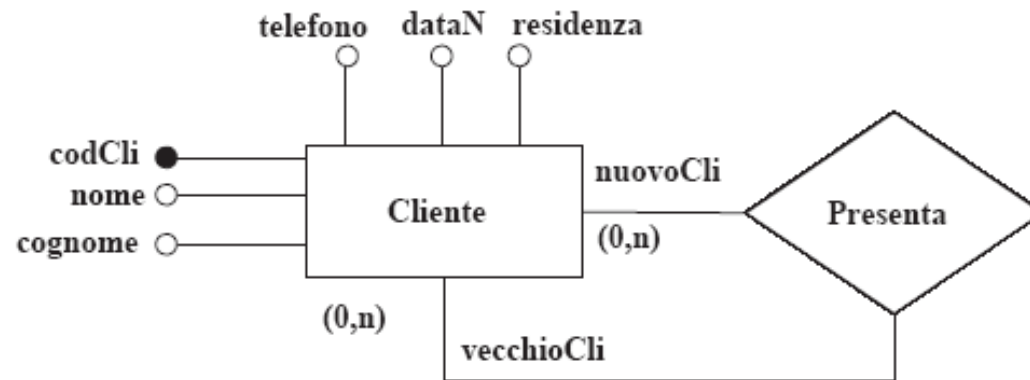 telefono dataN residenza
codCli
nome
cognome
Cliente
nuovoCli
(0,n)
Presenta
(0,n)
vecchioCli